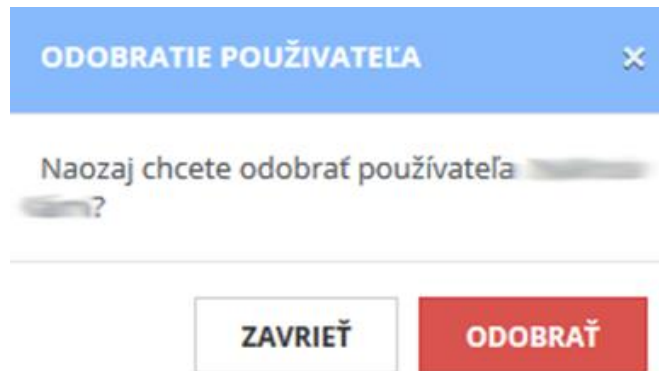 ODOBRATIE POUŽIVATEĽA ×
Naozaj chcete odobrať používateľa
?
ZAVRIEŤ ODOBRAŤ